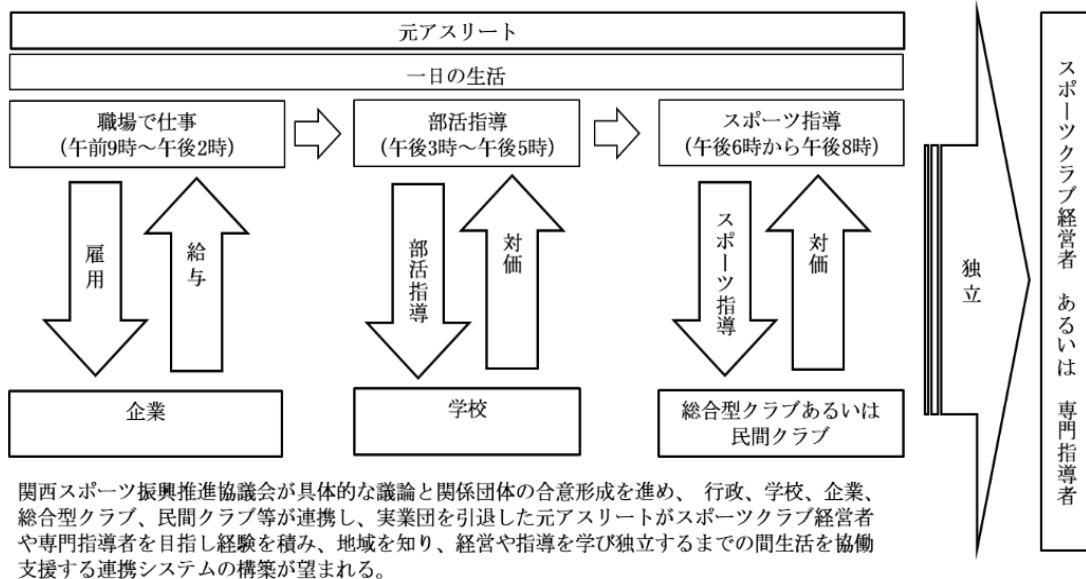 元アスリート
一日の生活
職場で仕事
(午前9時〜午後2時)
部活指導
(午後3時〜午後5時)
スポーツ指導
(午後6時から午後8時)
雇用
給与
部活指導
対価
スポーツ指導
対価
企業
学校
総合型クラブあるいは
民間クラブ
独立
スポーツクラブ経営者 あるいは 専門指導者
関西スポーツ振興推進協議会が具体的な議論と関係団体の合意形成を進め、 行政、学校、企業、
総合型クラブ、民間クラブ等が連携し、実業団を引退した元アスリートがスポーツクラブ経営者
や専門指導者を目指し経験を積み、地域を知り、経営や指導を学び独立するまでの間生活を協働
支援する連携システムの構築が望まれる。